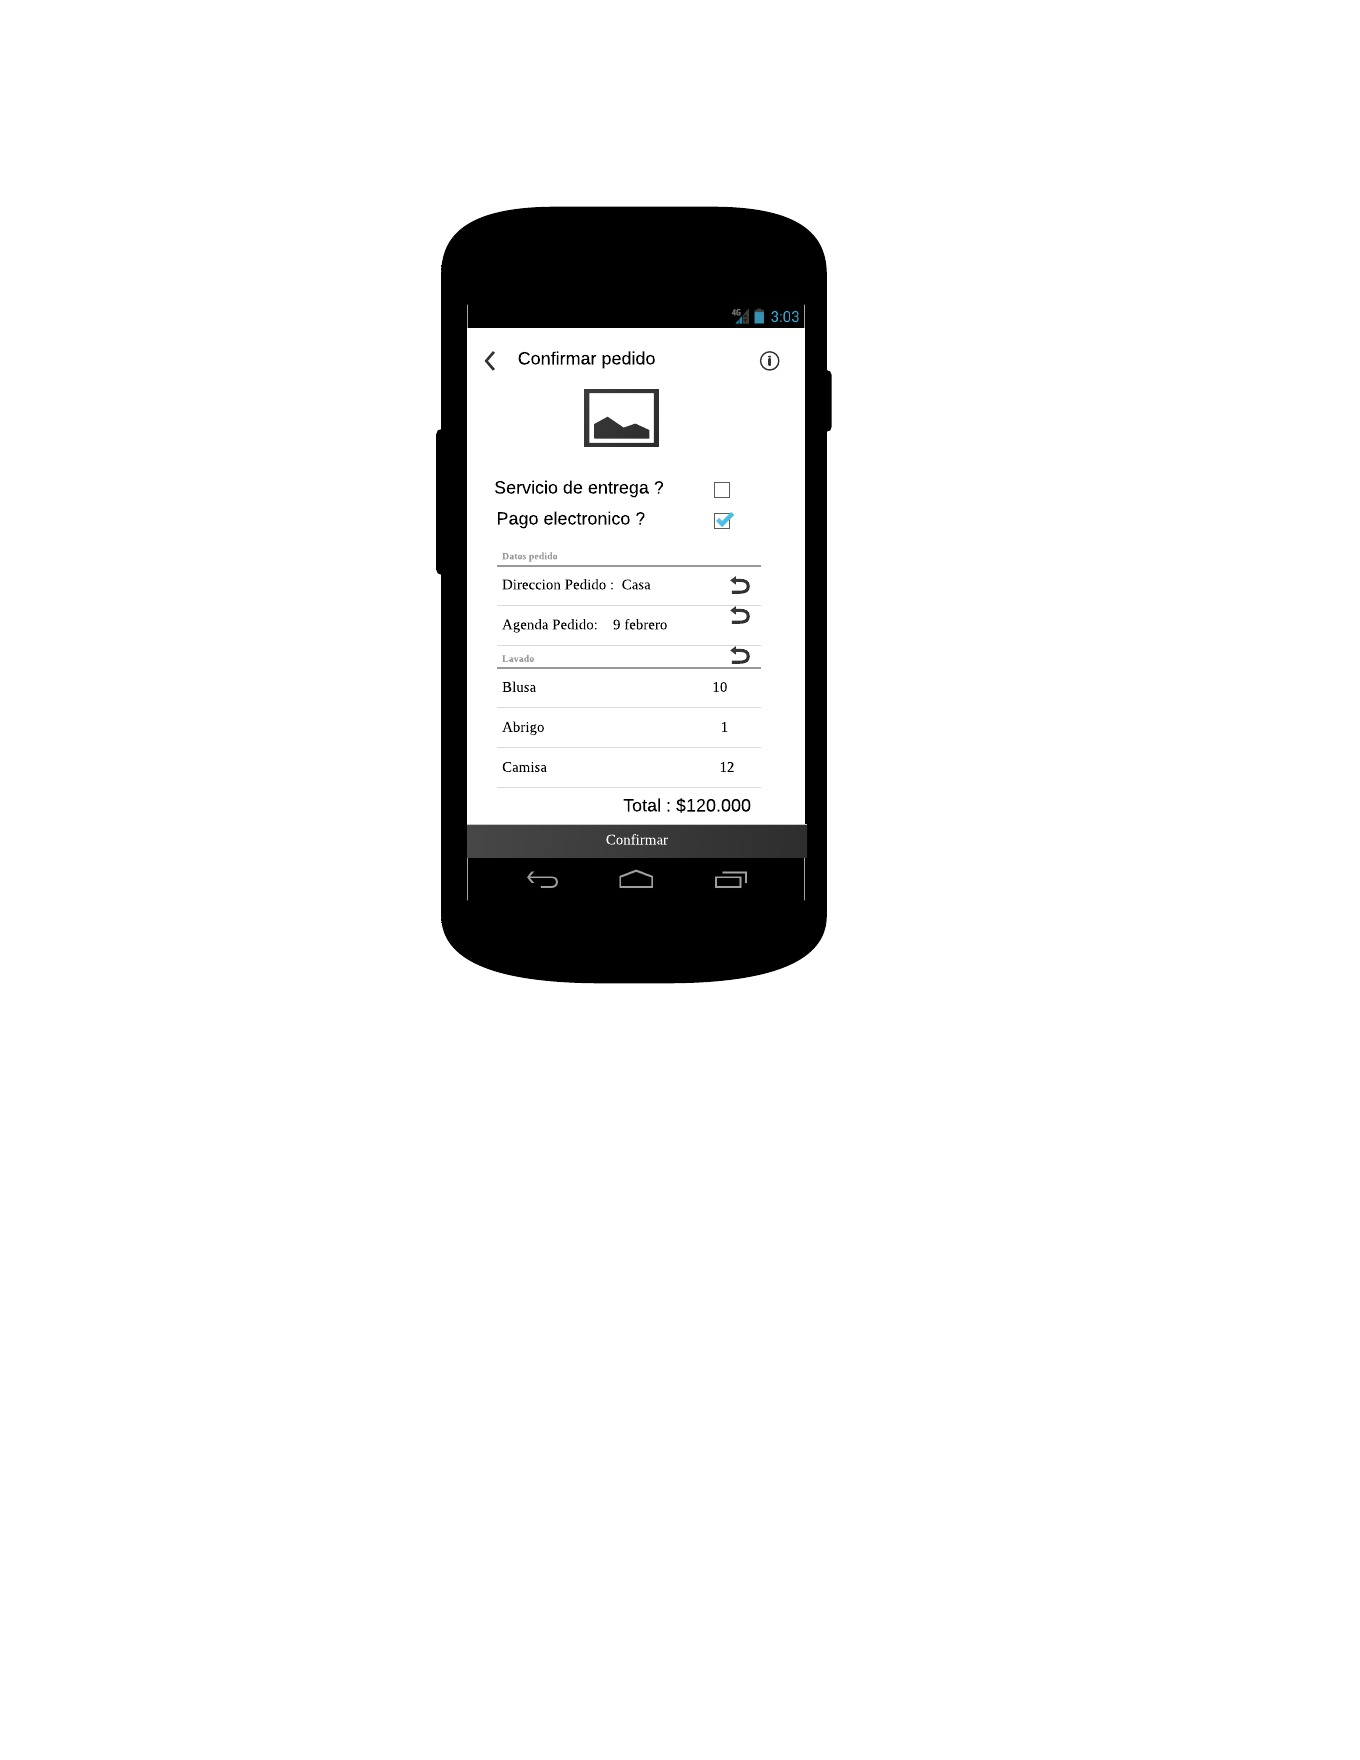 4G 3:03
Confirmar pedido
Servicio de entrega ?
Pago electronico ?
Datos pedido
Direccion Pedido : Casa
Agenda Pedido: 9 febrero
Lavado
Blusa 10
Abrigo 1
Camisa 12
Total : $120.000
Confirmar